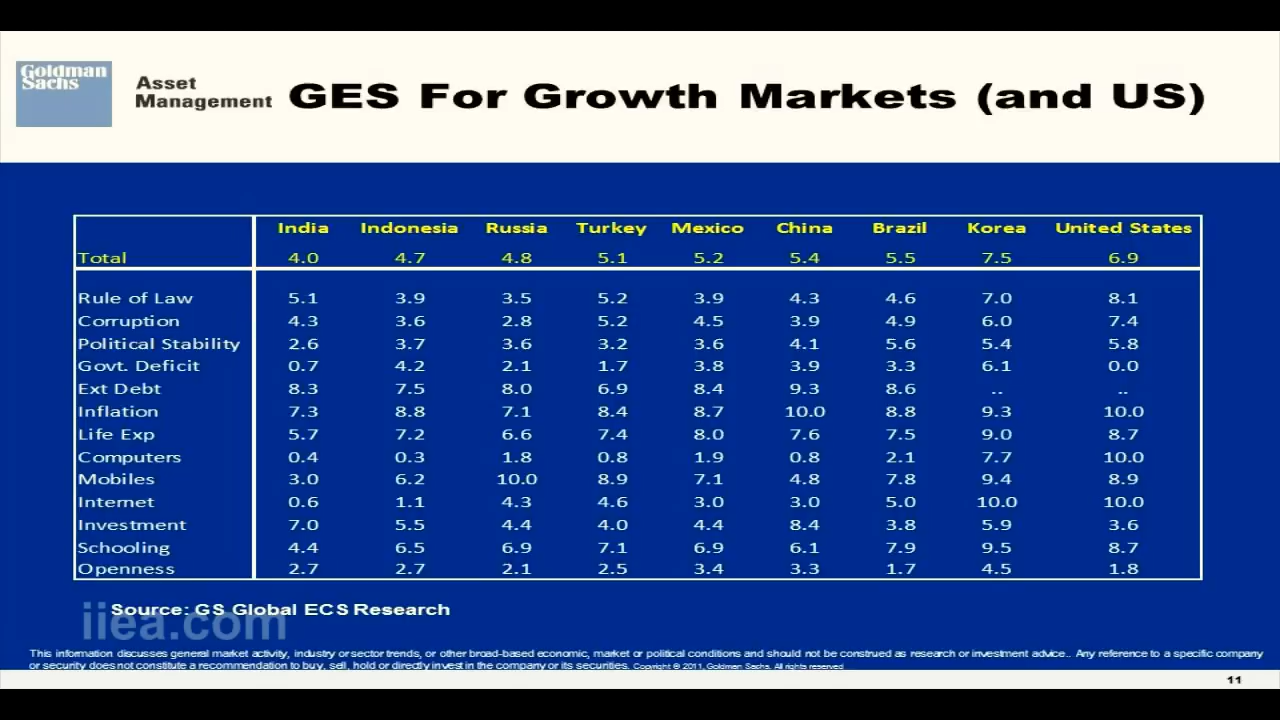 Goldman
Sachs
Asset
Management
GES For Growth Markets (and US)
India Indonesia Russia Turkey Mexico China Brazil Korea United States
Total 4.0 4.7 4.8 5.1 5.2 5.4 5.5 7.5 6.9
Rule of Law 5.1 3.9 3.5 5.2 3.9 4.3 4.6 7.0 8.1
Corruption 4.3 3.6 2.8 5.2 4.5 3.9 4.9 6.0 7.4
Political Stability 2.6 3.7 3.6 3.2 3.6 4.1 5.6 5.4 5.8
Govt. Deficit 0.7 4.2 2.1 1.7 3.8 3.9 3.3 6.1 0.0
Ext Debt 8.3 7.5 8.0 6.9 8.4 9.3 8.6 .. ..
Inflation 7.3 8.8 7.1 8.4 8.7 10.0 8.8 9.3 10.0
Life Exp 5.7 7.2 6.6 7.4 8.0 7.6 7.5 9.0 8.7
Computers 0.4 0.3 1.8 0.8 1.9 0.8 2.1 7.7 10.0
Mobiles 3.0 6.2 10.0 8.9 7.1 4.8 7.8 9.4 8.9
Internet 0.6 1.1 4.3 4.6 3.0 3.0 5.0 10.0 10.0
Investment 7.0 5.5 4.4 4.0 4.4 8.4 3.8 5.9 3.6
Schooling 4.4 6.5 6.9 7.1 6.9 6.1 7.9 9.5 8.7
Openness 2.7 2.7 2.1 2.5 3.4 3.3 1.7 4.5 1.8
Source: GS Global ECS Research
iiea.com
This information discusses general market activity, industry or sector trends, or other broad-based economic, market or political conditions and should not be construed as research or investment advice.. Any reference to a specific company
or security does not constitute a recommendation to buy, sell, hold or directly invest in the company or its securities. Copyright © 2011, Goldman Sachs. All rights reserved
11